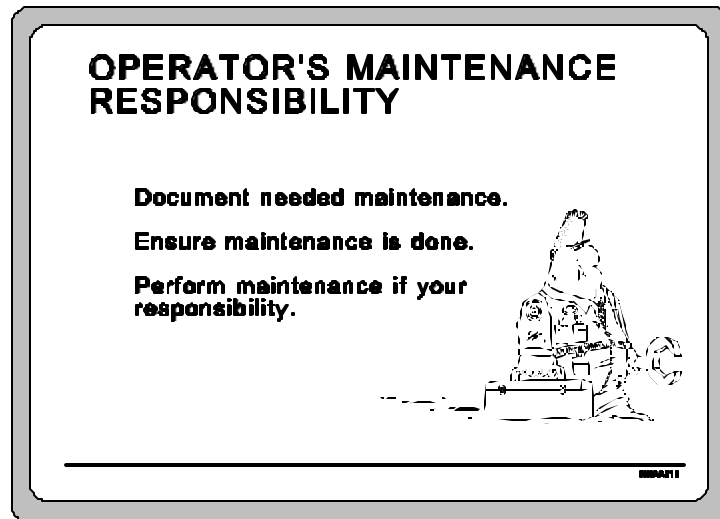 OPERATOR'S MAINTENANCE
RESPONSIBILITY
Document needed maintenance.
Ensure maintenance is done.
Perform maintenance if your
responsibility.